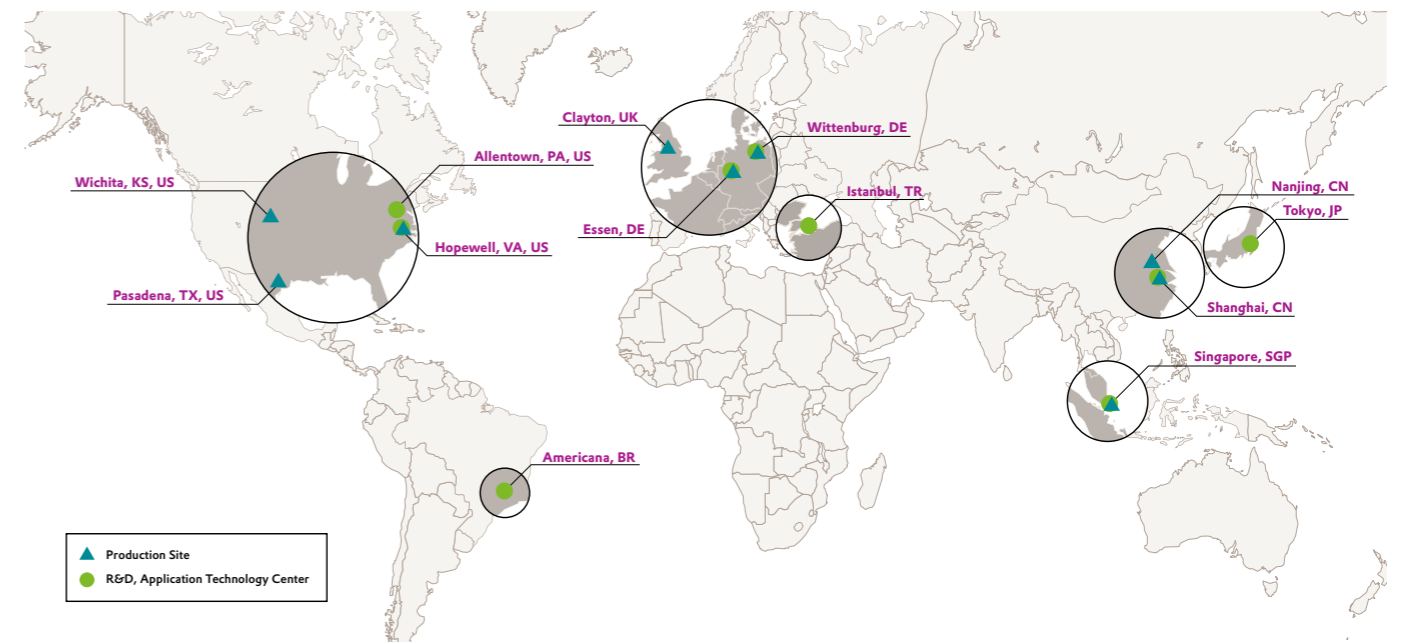 Clayton, UK
Wittenburg, DE
Allentown, PA, US
Wichita, KS, US
Istanbul, TR
Nanjing, CN
Tokyo, JP
Essen, DE
Hopewell, VA, US
Pasadena, TX, US
Shanghai, CN
Singapore, SGP
Americana, BR
Production Site
R&D, Application Technology Center